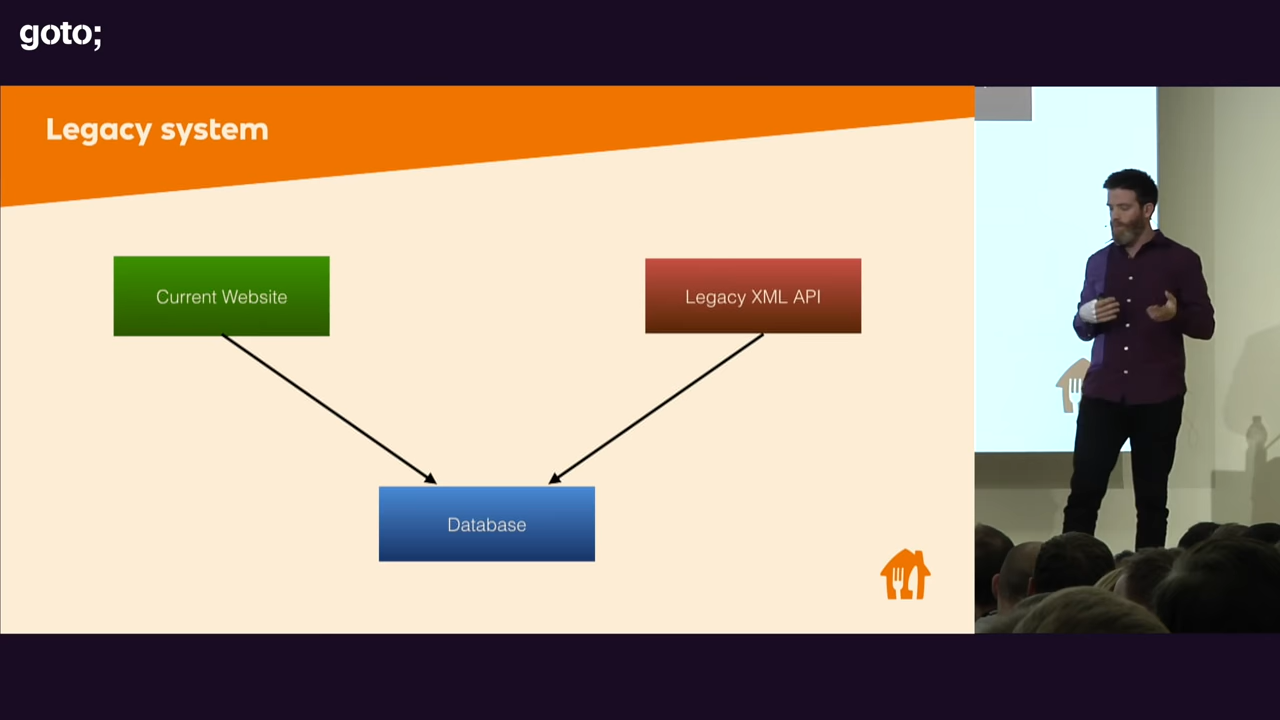 goto;
Legacy system
Current Website
Legacy XML API
Database